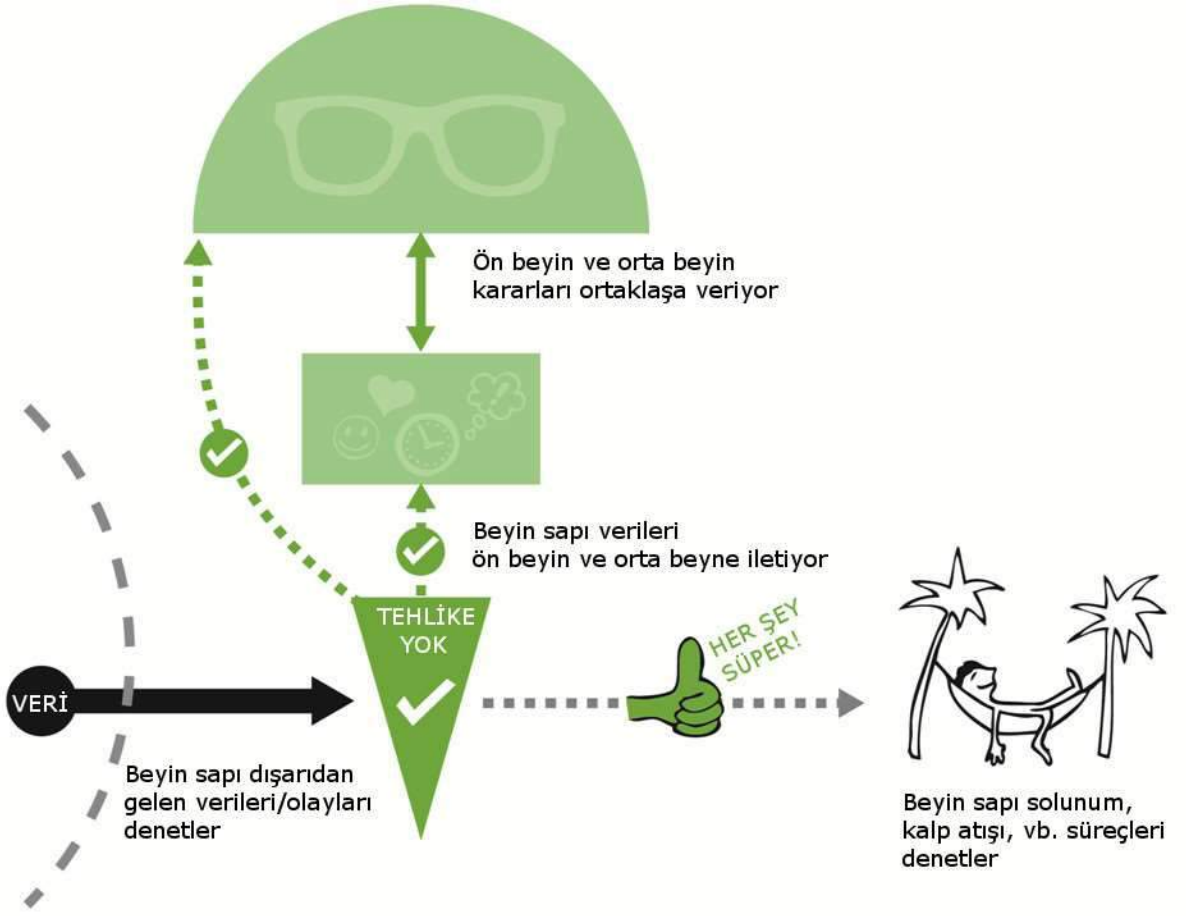 Ön beyin ve orta beyin
kararları ortaklaşa veriyor
Beyin sapı verileri
ön beyin ve orta beyne iletiyor
TEHLİKE
YOK
HER ŞEY
SÜPER!
VERİ
Beyin sapı dışarıdan
gelen verileri/olayları
denetler
Beyin sapı solunum,
kalp atışı, vb. süreçleri
denetler